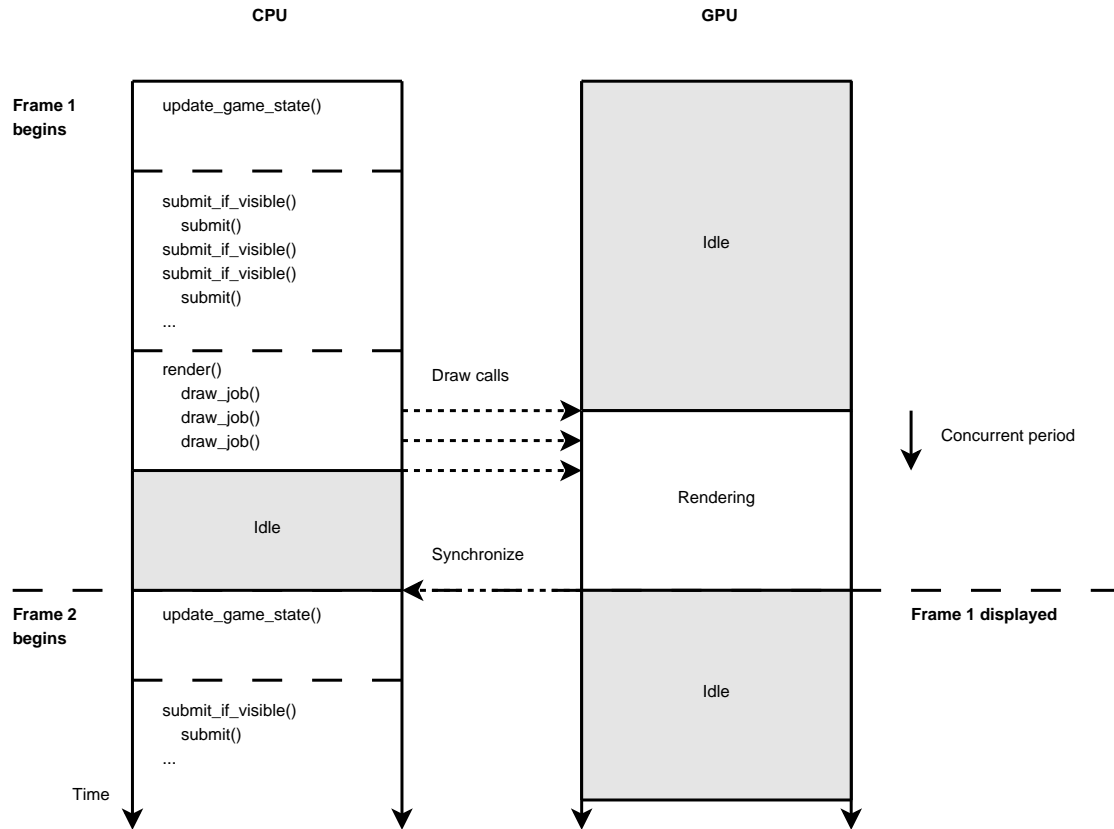 CPU
GPU
Frame 1
begins
update_game_state()
submit_if_visible()
submit()
submit_if_visible()
submit_if_visible()
submit()
...
Idle
render()
draw_job()
draw_job()
draw_job()
Draw calls
Concurrent period
Rendering
Idle
Synchronize
Frame 2
begins
update_game_state()
Frame 1 displayed
Idle
submit_if_visible()
submit()
...
Time